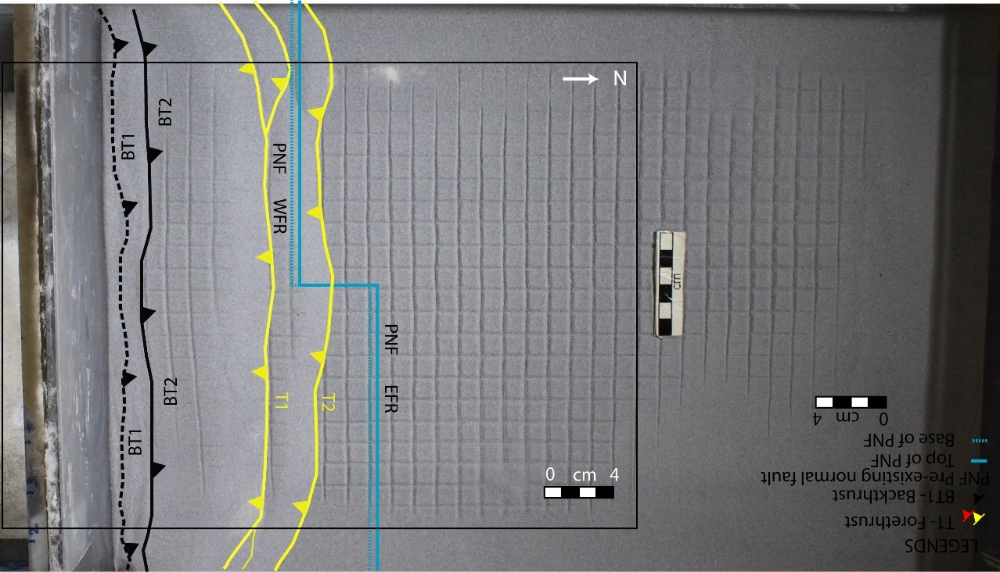 N
BT2
BT1
PNF WFR
PNF EFR
BT2
BT1
T1
T2
cm
0 cm 4
0 cm 4
LEGENDS
T1- Forethrust
BT1- Backthrust
PNF Pre-existing normal fault
Top of PNF
Base of PNF